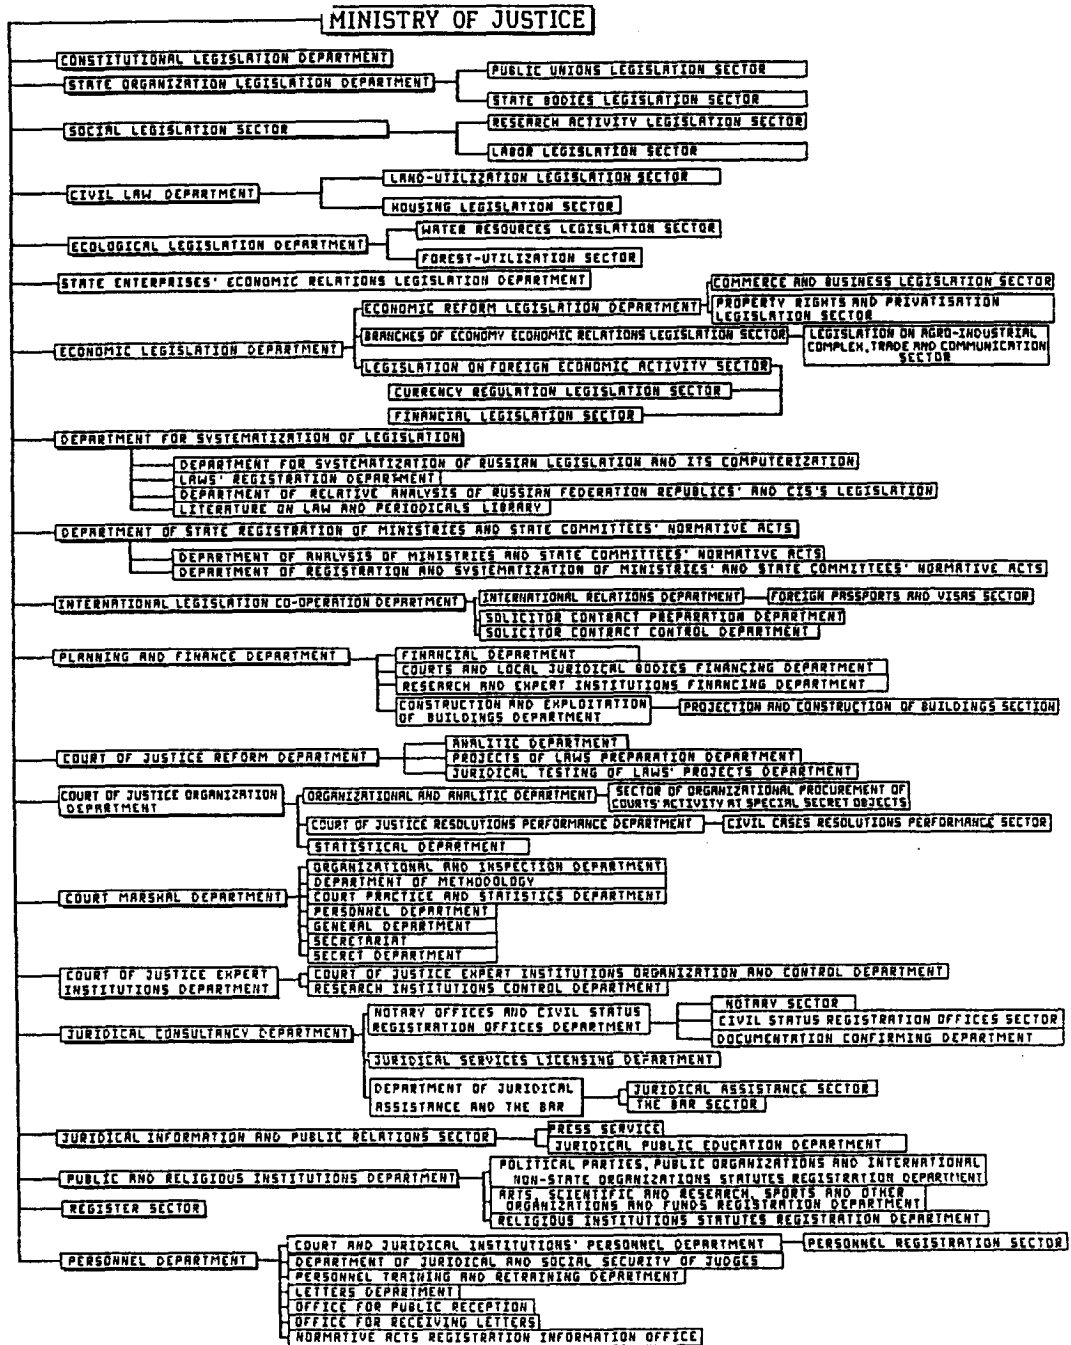 MINISTRY OF JUSTICE
CONSTITUTIONAL LEGISLATION DEPARTMENT
STATE ORGANIZATION LEGISLATION DEPARTMENT
PUBLIC UNIONS LEGISLATION SECTOR
STATE BODIES LEGISLATION SECTOR
SOCIAL LEGISLATION SECTOR
RESEARCH ACTIVITY LEGISLATION SECTOR
LABOR LEGISLATION SECTOR
CIVIL LAW DEPARTMENT
LAND-UTILIZATION LEGISLATION SECTOR
HOUSING LEGISLATION SECTOR
ECOLOGICAL LEGISLATION DEPARTMENT
WATER RESOURCES LEGISLATION SECTOR
FOREST-UTILIZATION SECTOR
STATE ENTERPRISES' ECONOMIC RELATIONS LEGISLATION DEPARTMENT
ECONOMIC LEGISLATION DEPARTMENT
ECONOMIC REFORM LEGISLATION DEPARTMENT
COMMERCE AND BUSINESS LEGISLATION SECTOR
PROPERTY RIGHTS AND PRIVATISATION
LEGISLATION SECTOR
BRANCHES OF ECONOMY ECONOMIC RELATIONS LEGISLATION SECTOR
LEGISLATION ON AGRO-INDUSTRIAL
COMPLEX, TRADE AND COMMUNICATION
SECTOR
LEGISLATION ON FOREIGN ECONOMIC ACTIVITY SECTOR
CURRENCY REGULATION LEGISLATION SECTOR
FINANCIAL LEGISLATION SECTOR
DEPARTMENT FOR SYSTEMATIZATION OF LEGISLATION
DEPARTMENT FOR SYSTEMATIZATION OF RUSSIAN LEGISLATION AND ITS COMPUTERIZATION
LAWS' REGISTRATION DEPARTMENT
DEPARTMENT OF RELATIVE ANALYSIS OF RUSSIAN FEDERATION REPUBLICS' AND CIS'S LEGISLATION
LITERATURE ON LAW AND PERIODICALS LIBRARY
DEPARTMENT OF STATE REGISTRATION OF MINISTRIES AND STATE COMMITTEES' NORMATIVE ACTS
DEPARTMENT OF ANALYSIS OF MINISTRIES AND STATE COMMITTEES' NORMATIVE ACTS
DEPARTMENT OF REGISTRATION AND SYSTEMATIZATION OF MINISTRIES' AND STATE COMMITTEES' NORMATIVE ACTS
INTERNATIONAL LEGISLATION CO-OPERATION DEPARTMENT
INTERNATIONAL RELATIONS DEPARTMENT
FOREIGN PASSPORTS AND VISAS SECTOR
SOLICITOR CONTRACT PREPARATION DEPARTMENT
SOLICITOR CONTRACT CONTROL DEPARTMENT
PLANNING AND FINANCE DEPARTMENT
FINANCIAL DEPARTMENT
COURTS AND LOCAL JURIDICAL BODIES FINANCING DEPARTMENT
RESEARCH AND EXPERT INSTITUTIONS FINANCING DEPARTMENT
CONSTRUCTION AND EXPLOITATION
OF BUILDINGS DEPARTMENT
PROJECTION AND CONSTRUCTION OF BUILDINGS SECTION
COURT OF JUSTICE REFORM DEPARTMENT
ANALITIC DEPARTMENT
PROJECTS OF LAWS PREPARATION DEPARTMENT
JURIDICAL TESTING OF LAWS' PROJECTS DEPARTMENT
COURT OF JUSTICE ORGANIZATION
DEPARTMENT
ORGANIZATIONAL AND ANALITIC DEPARTMENT
SECTOR OF ORGANIZATIONAL PROCUREMENT OF
COURTS' ACTIVITY AT SPECIAL SECRET OBJECTS
COURT OF JUSTICE RESOLUTIONS PERFORMANCE DEPARTMENT
CIVIL CASES RESOLUTIONS PERFORMANCE SECTOR
STATISTICAL DEPARTMENT
COURT MARSHAL DEPARTMENT
ORGANIZATIONAL AND INSPECTION DEPARTMENT
DEPARTMENT OF METHODOLOGY
COURT PRACTICE AND STATISTICS DEPARTMENT
PERSONNEL DEPARTMENT
GENERAL DEPARTMENT
SECRETARIAT
SECRET DEPARTMENT
COURT OF JUSTICE EXPERT
INSTITUTIONS DEPARTMENT
COURT OF JUSTICE EXPERT INSTITUTIONS ORGANIZATION AND CONTROL DEPARTMENT
RESEARCH INSTITUTIONS CONTROL DEPARTMENT
JURIDICAL CONSULTANCY DEPARTMENT
NOTARY OFFICES AND CIVIL STATUS
REGISTRATION OFFICES DEPARTMENT
NOTARY SECTOR
CIVIL STATUS REGISTRATION OFFICES SECTOR
DOCUMENTATION CONFIRMING DEPARTMENT
JURIDICAL SERVICES LICENSING DEPARTMENT
DEPARTMENT OF JURIDICAL
ASSISTANCE AND THE BAR
JURIDICAL ASSISTANCE SECTOR
THE BAR SECTOR
JURIDICAL INFORMATION AND PUBLIC RELATIONS SECTOR
PRESS SERVICE
JURIDICAL PUBLIC EDUCATION DEPARTMENT
PUBLIC AND RELIGIOUS INSTITUTIONS DEPARTMENT
POLITICAL PARTIES, PUBLIC ORGANIZATIONS AND INTERNATIONAL
NON-STATE ORGANIZATIONS STATUTES REGISTRATION DEPARTMENT
ARTS, SCIENTIFIC AND RESEARCH, SPORTS AND OTHER
ORGANIZATIONS AND FUNDS REGISTRATION DEPARTMENT
RELIGIOUS INSTITUTIONS STATUTES REGISTRATION DEPARTMENT
REGISTER SECTOR
PERSONNEL DEPARTMENT
COURT AND JURIDICAL INSTITUTIONS' PERSONNEL DEPARTMENT
PERSONNEL REGISTRATION SECTOR
DEPARTMENT OF JURIDICAL AND SOCIAL SECURITY OF JUDGES
PERSONNEL TRAINING AND RETRAINING DEPARTMENT
LETTERS DEPARTMENT
OFFICE FOR PUBLIC RECEPTION
OFFICE FOR RECEIVING LETTERS
NORMATIVE ACTS REGISTRATION INFORMATION OFFICE